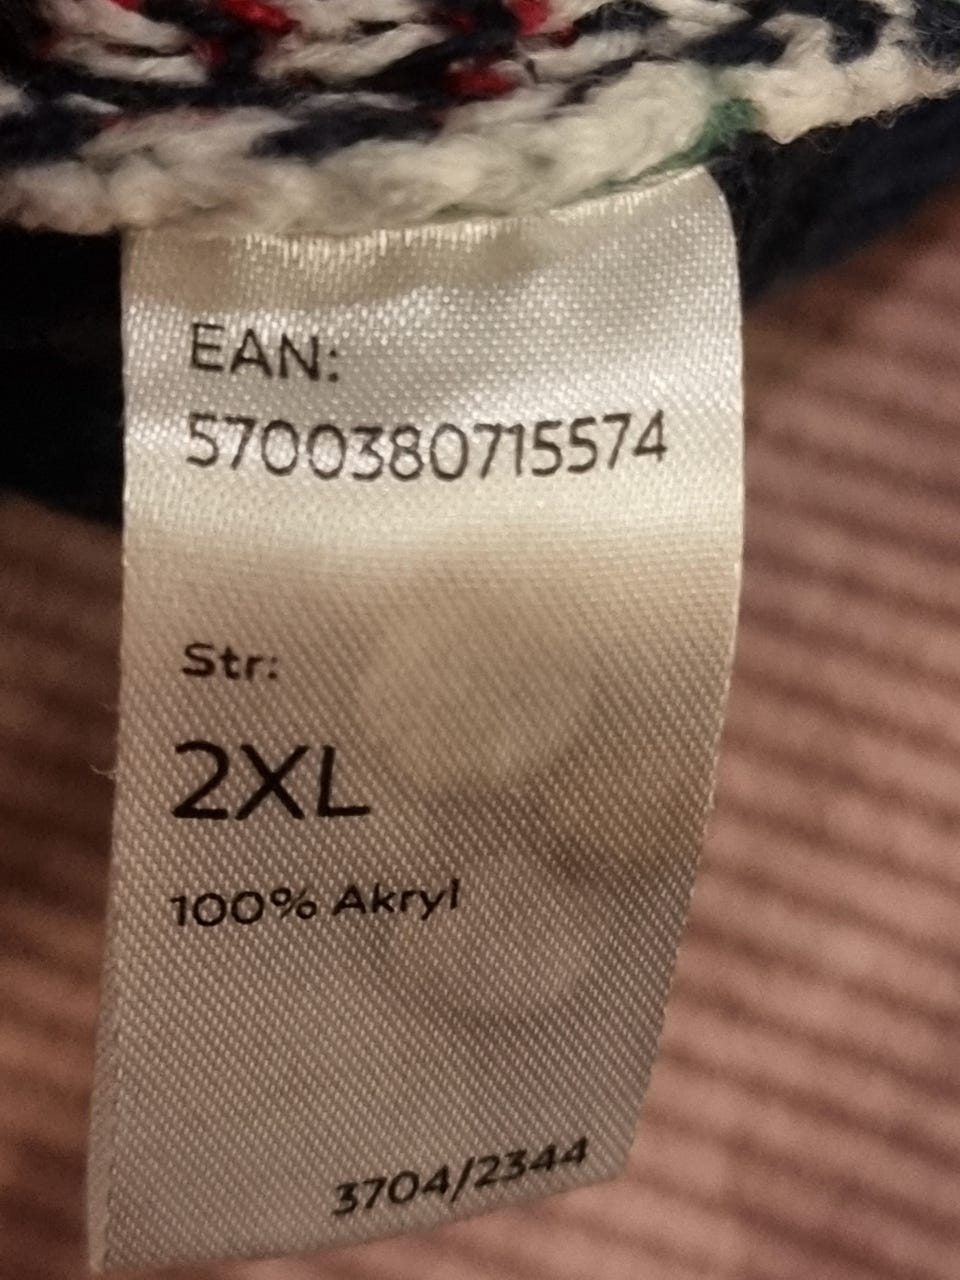 EAN:
5700380715574
Str:
2XL
100% Akryl
3704/2344